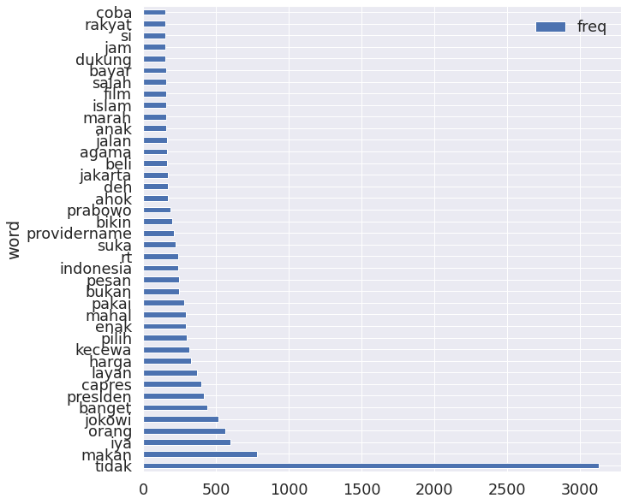 freq
word
coba
rakyat
si
jam
dukung
bayar
salah
film
islam
marah
anak
jalan
agama
beli
jakarta
deh
ahok
prabowo
bikin
providername
suka
rt
indonesia
pesan
bukan
pakai
mahal
enak
pilih
kecewa
harga
layan
capres
presiden
banget
jokowi
orang
iya
makan
tidak
0 500 1000 1500 2000 2500 3000